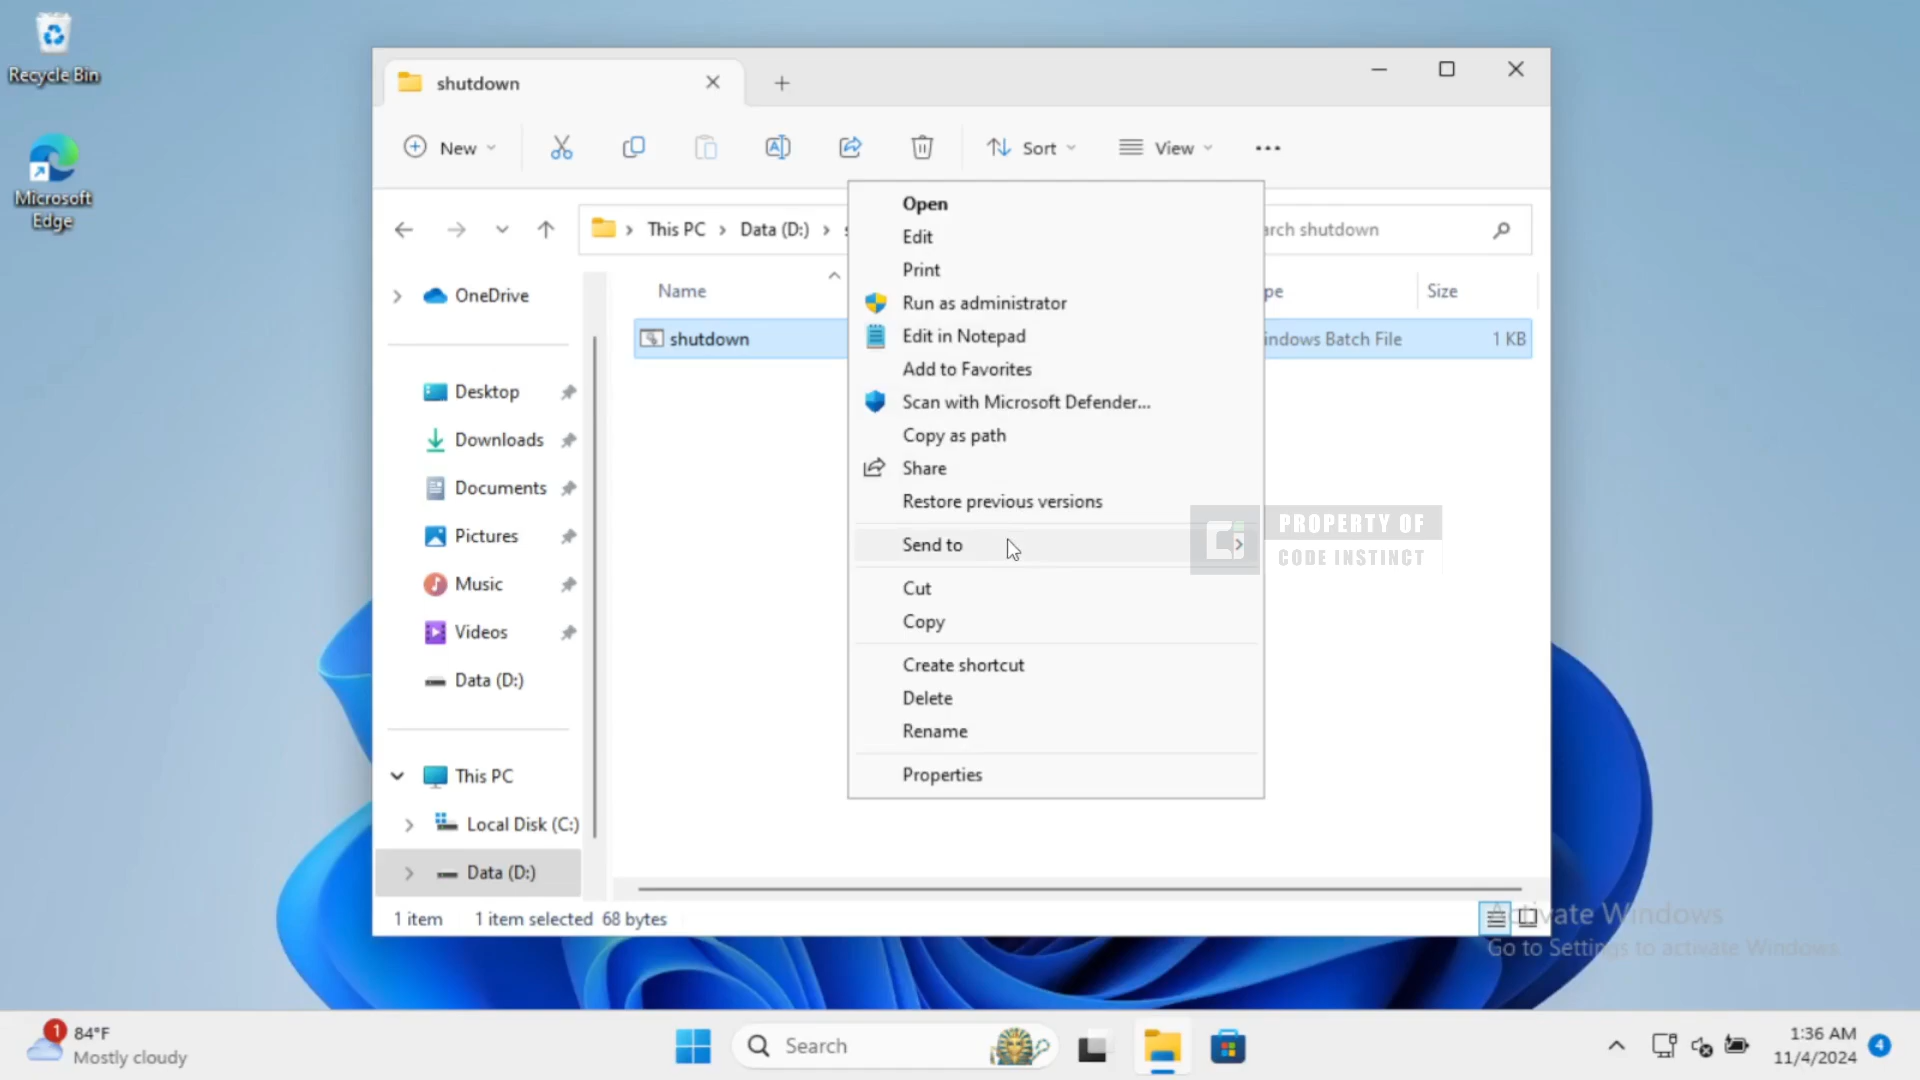 Recycle Bin
Microsoft
Edge
shutdown
New
Sort
View
This PC
Data (D:)
arch shutdown
OneDrive
Desktop
Downloads
Documents
Pictures
Music
Videos
Data (D:)
This PC
Local Disk (C:)
Data (D:)
Name
pe
Size
shutdown
indows Batch File
1 KB
Open
Edit
Print
Run as administrator
Edit in Notepad
Add to Favorites
Scan with Microsoft Defender...
Copy as path
Share
Restore previous versions
Send to
Cut
Copy
Create shortcut
Delete
Rename
Properties
PROPERTY OF
CODE INSTINCT
1 item
1 item selected 68 bytes
Activate Windows
Go to Settings to activate Windows.
1
84°F
Mostly cloudy
Search
1:36 AM
11/4/2024
4